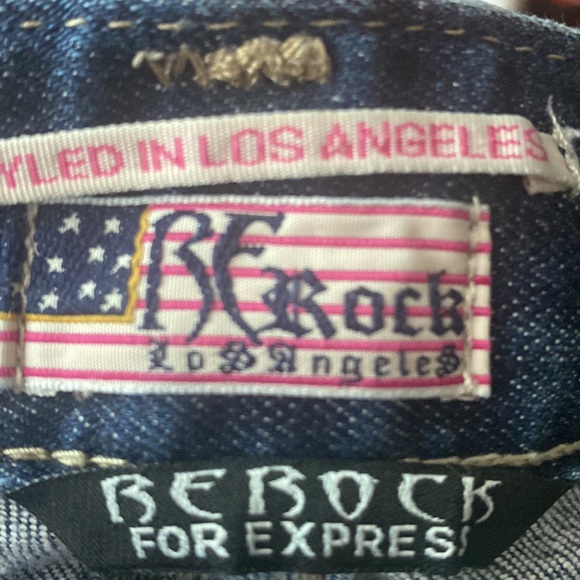 YLED IN LOS ANGELES
RE Rock
Los Angeles
REROCK
FOR EXPRESS